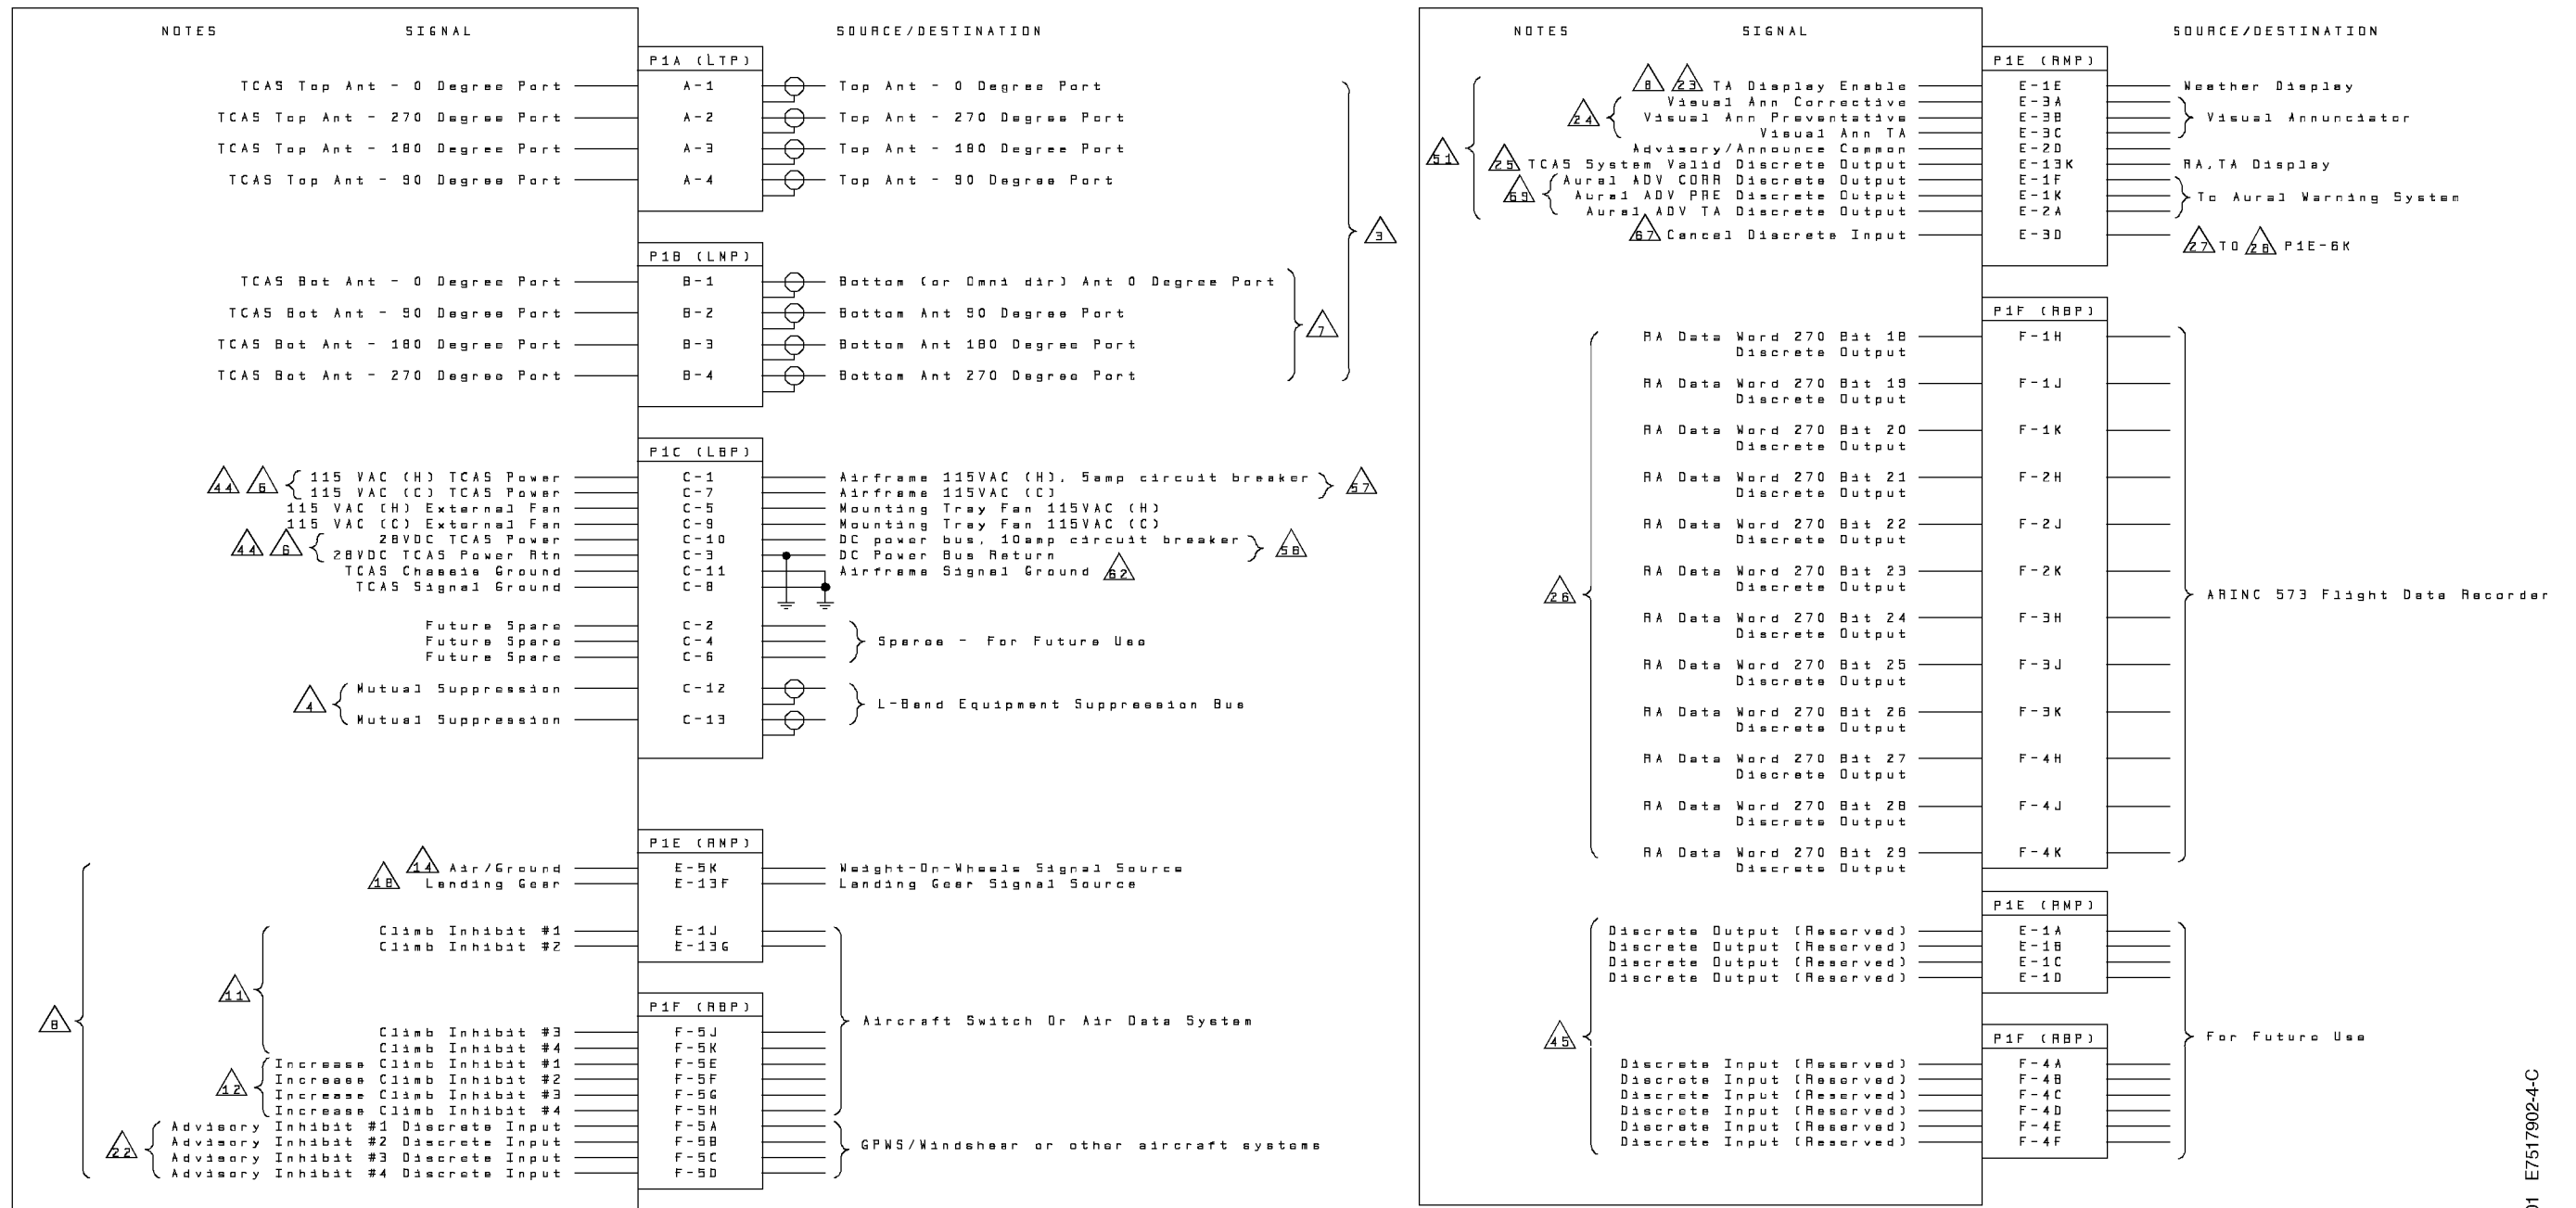 NOTES SIGNAL SOURCE/DESTINATION
P1A (LTP)
TCAS Top Ant - 0 Degree Port A-1 Top Ant - 0 Degree Port
TCAS Top Ant - 270 Degree Port A-2 Top Ant - 270 Degree Port
TCAS Top Ant - 180 Degree Port A-3 Top Ant - 180 Degree Port
TCAS Top Ant - 90 Degree Port A-4 Top Ant - 90 Degree Port
3
P1B (LMP)
TCAS Bot Ant - 0 Degree Port B-1 Bottom (or Omni dir) Ant 0 Degree Port
TCAS Bot Ant - 90 Degree Port B-2 Bottom Ant 90 Degree Port
TCAS Bot Ant - 180 Degree Port B-3 Bottom Ant 180 Degree Port
TCAS Bot Ant - 270 Degree Port B-4 Bottom Ant 270 Degree Port
7
P1C (LBP)
44 6 115 VAC (H) TCAS Power C-1 Airframe 115VAC (H), 5amp circuit breaker 57
115 VAC (C) TCAS Power C-7 Airframe 115VAC (C)
115 VAC (H) External Fan C-5 Mounting Tray Fan 115VAC (H)
115 VAC (C) External Fan C-9 Mounting Tray Fan 115VAC (C)
44 6 28VDC TCAS Power C-10 DC power bus, 10amp circuit breaker 58
28VDC TCAS Power Rtn C-3 DC Power Bus Return
TCAS Chassis Ground C-11 Airframe Signal Ground 62
TCAS Signal Ground C-8
Future Spare C-2
Future Spare C-4 Spares - For Future Use
Future Spare C-6
4 Mutual Suppression C-12 L-Band Equipment Suppression Bus
Mutual Suppression C-13
P1E (RMP)
14 Air/Ground E-5K Weight-On-Wheels Signal Source
18 Landing Gear E-13F Landing Gear Signal Source
Climb Inhibit #1 E-1J
Climb Inhibit #2 E-13G
11
P1F (RBP)
8 Aircraft Switch Or Air Data System
Climb Inhibit #3 F-5J
Climb Inhibit #4 F-5K
Increase Climb Inhibit #1 F-5E
12 Increase Climb Inhibit #2 F-5F
Increase Climb Inhibit #3 F-5G
Increase Climb Inhibit #4 F-5H
Advisory Inhibit #1 Discrete Input F-5A
22 Advisory Inhibit #2 Discrete Input F-5B GPWS/Windshear or other aircraft systems
Advisory Inhibit #3 Discrete Input F-5C
Advisory Inhibit #4 Discrete Input F-5D
NOTES SIGNAL SOURCE/DESTINATION
P1E (RMP)
8 23 TA Display Enable E-1E Weather Display
Visual Ann Corrective E-3A
24 Visual Ann Preventative E-3B Visual Annunciator
Visual Ann TA E-3C
Advisory/Announce Common E-2D
51 25 TCAS System Valid Discrete Output E-13K RA,TA Display
Aural ADV CORR Discrete Output E-1F
69 Aural ADV PRE Discrete Output E-1K To Aural Warning System
Aural ADV TA Discrete Output E-2A
67 Cancel Discrete Input E-3D 27 TO 28 P1E-6K
P1F (RBP)
RA Data Word 270 Bit 18 F-1H
Discrete Output
RA Data Word 270 Bit 19 F-1J
Discrete Output
RA Data Word 270 Bit 20 F-1K
Discrete Output
RA Data Word 270 Bit 21 F-2H
Discrete Output
RA Data Word 270 Bit 22 F-2J
Discrete Output
RA Data Word 270 Bit 23 F-2K
Discrete Output
26 ARINC 573 Flight Data Recorder
RA Data Word 270 Bit 24 F-3H
Discrete Output
RA Data Word 270 Bit 25 F-3J
Discrete Output
RA Data Word 270 Bit 26 F-3K
Discrete Output
RA Data Word 270 Bit 27 F-4H
Discrete Output
RA Data Word 270 Bit 28 F-4J
Discrete Output
RA Data Word 270 Bit 29 F-4K
Discrete Output
P1E (RMP)
Discrete Output (Reserved) E-1A
Discrete Output (Reserved) E-1B
Discrete Output (Reserved) E-1C
Discrete Output (Reserved) E-1D
45 P1F (RBP) For Future Use
Discrete Input (Reserved) F-4A
Discrete Input (Reserved) F-4B
Discrete Input (Reserved) F-4C
Discrete Input (Reserved) F-4D
Discrete Input (Reserved) F-4E
Discrete Input (Reserved) F-4F
E7517902-4-C